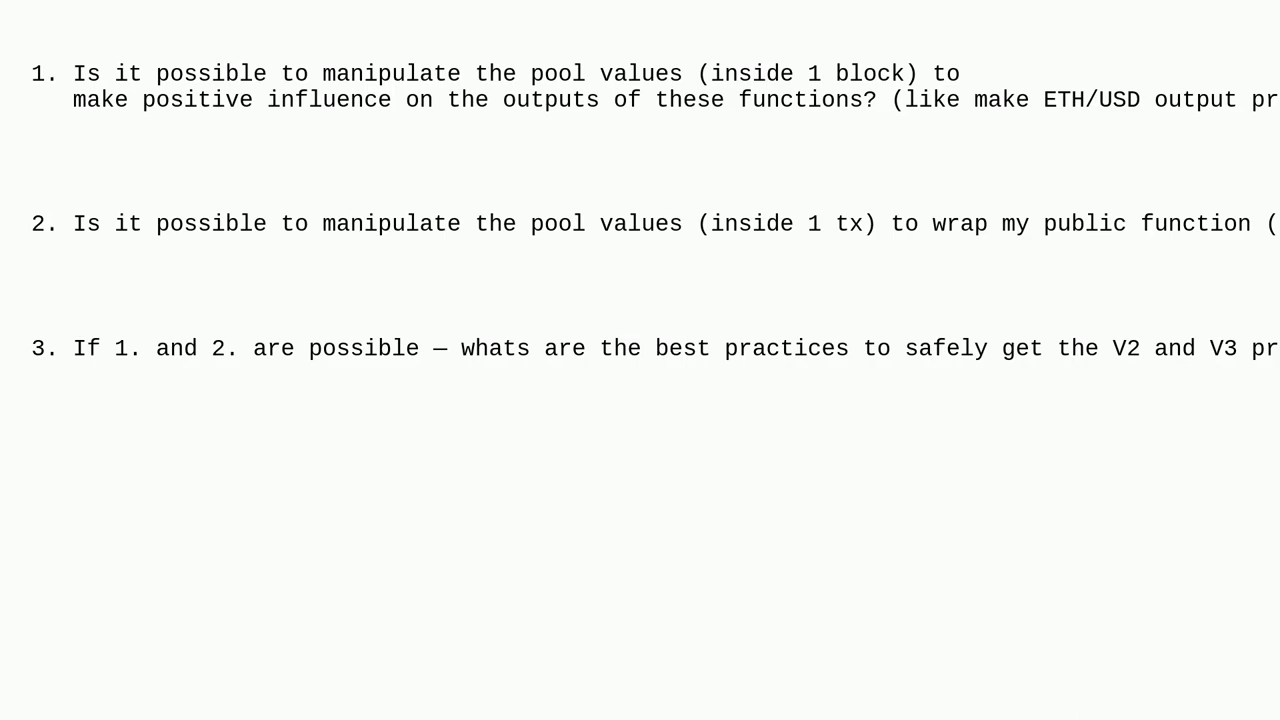 1. Is it possible to manipulate the pool values (inside 1 block) to
make positive influence on the outputs of these functions? (like make ETH/USD output pr
2. Is it possible to manipulate the pool values (inside 1 tx) to wrap my public function (
3. If 1. and 2. are possible — whats are the best practices to safely get the V2 and V3 pr